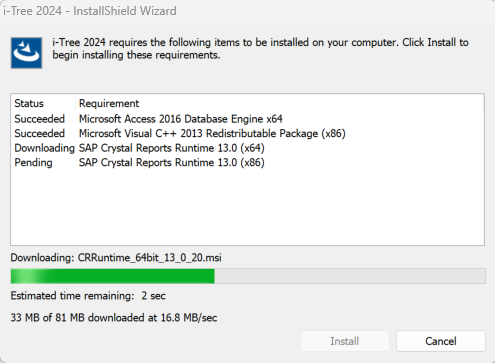 i-Tree 2024 - InstallShield Wizard
i-Tree 2024 requires the following items to be installed on your computer. Click Install to
begin installing these requirements.
Status Requirement
Succeeded Microsoft Access 2016 Database Engine x64
Succeeded Microsoft Visual C++ 2013 Redistributable Package (x86)
Downloading SAP Crystal Reports Runtime 13.0 (x64)
Pending SAP Crystal Reports Runtime 13.0 (x86)
Downloading: CRRuntime_64bit_13_0_20.msi
Estimated time remaining: 2 sec
33 MB of 81 MB downloaded at 16.8 MB/sec
Install Cancel